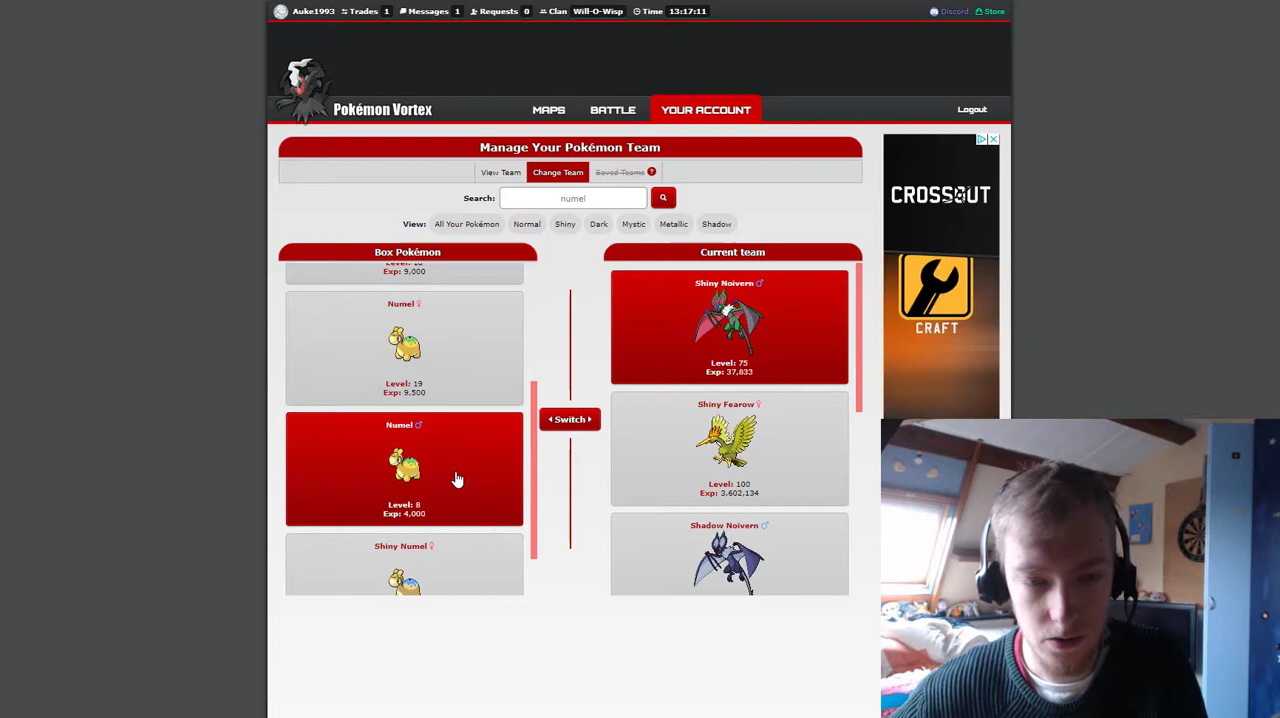 Auke1993 Trades 1 Messages 1 Requests 0 Clan Will-O-Wisp Time 13:17:11 Discord Store
Pokémon Vortex MAPS BATTLE YOUR ACCOUNT Logout
Manage Your Pokémon Team
View Team Change Team Saved Teams ?
Search: numel
View: All Your Pokémon Normal Shiny Dark Mystic Metallic Shadow
Box Pokémon
Exp: 9,000
Numel ♀
Level: 19
Exp: 9,500
Numel ♂
Level: 8
Exp: 4,000
Shiny Numel ♀
Switch
Current team
Shiny Noivern ♂
Level: 75
Exp: 37,833
Shiny Fearow ♀
Level: 100
Exp: 3,602,134
Shadow Noivern ♂
CROSSOUT
CRAFT